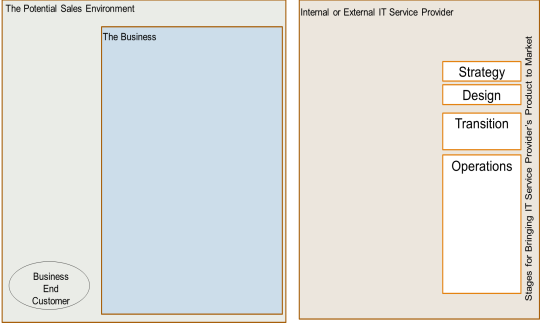 The Potential Sales Environment
The Business
Business
End
Customer
Internal or External IT Service Provider
Strategy
Design
Transition
Operations
Stages for Bringing IT Service Provider's Product to Market